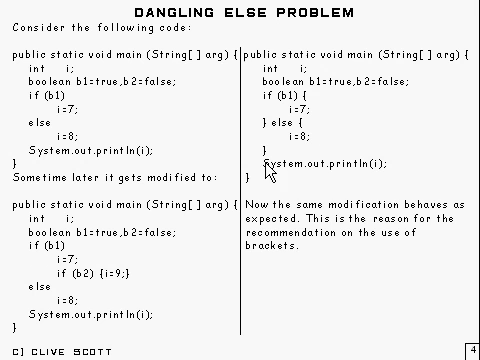 DANGLING ELSE PROBLEM
Consider the following code:
public static void main (String[ ] arg) {
int i;
boolean b1=true,b2=false;
if (b1)
i=7;
else
i=8;
System.out.println(i);
}
Sometime later it gets modified to:
public static void main (String[ ] arg) {
int i;
boolean b1=true,b2=false;
if (b1)
i=7;
if (b2) {i=9;}
else
i=8;
System.out.println(i);
}
public static void main (String[ ] arg) {
int i;
boolean b1=true,b2=false;
if (b1) {
i=7;
} else {
i=8;
}
System.out.println(i);
}
Now the same modification behaves as
expected. This is the reason for the
recommendation on the use of
brackets.
C) CLIVE SCOTT
4